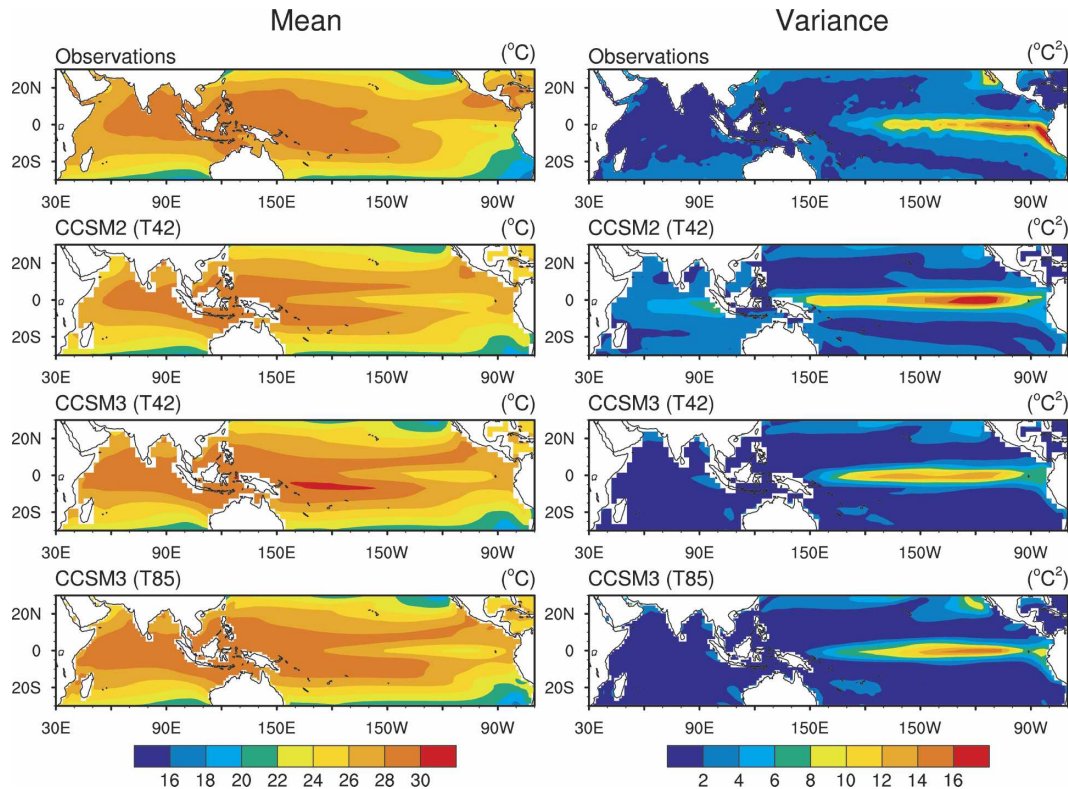 Mean
Variance
Observations (°C)
20N
0
20S
30E 90E 150E 150W 90W
Observations (°C²)
20N
0
20S
30E 90E 150E 150W 90W
CCSM2 (T42) (°C)
20N
0
20S
30E 90E 150E 150W 90W
CCSM2 (T42) (°C²)
20N
0
20S
30E 90E 150E 150W 90W
CCSM3 (T42) (°C)
20N
0
20S
30E 90E 150E 150W 90W
CCSM3 (T42) (°C²)
20N
0
20S
30E 90E 150E 150W 90W
CCSM3 (T85) (°C)
20N
0
20S
30E 90E 150E 150W 90W
CCSM3 (T85) (°C²)
20N
0
20S
30E 90E 150E 150W 90W
16 18 20 22 24 26 28 30
2 4 6 8 10 12 14 16